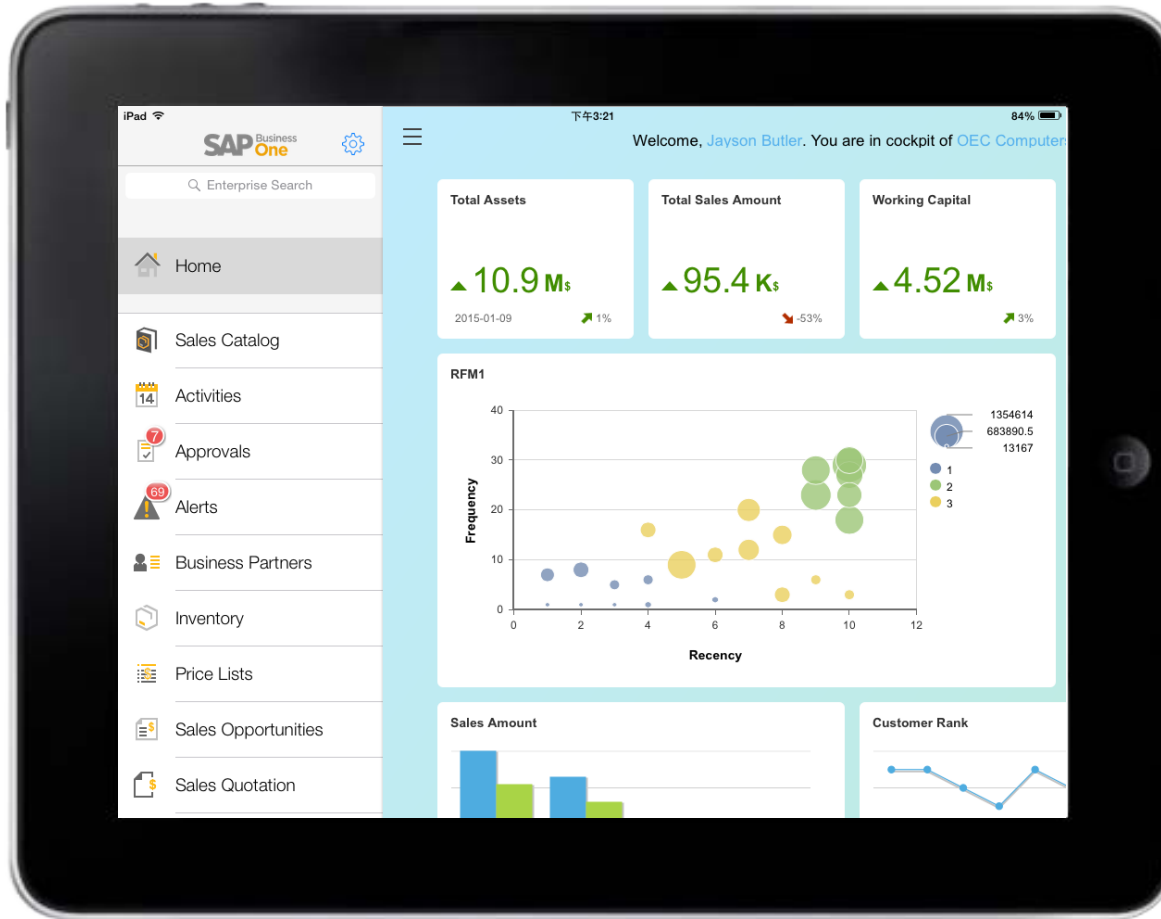 iPad
下午3:21
84%
SAP Business One
Enterprise Search
Home
Sales Catalog
14
Activities
7
Approvals
69
Alerts
Business Partners
Inventory
Price Lists
Sales Opportunities
Sales Quotation
Welcome, Jayson Butler. You are in cockpit of OEC Computer
Total Assets
10.9 M$
2015-01-09
1%
Total Sales Amount
95.4 K$
-53%
Working Capital
4.52 M$
3%
RFM1
Frequency
40
30
20
10
0
0 2 4 6 8 10 12
Recency
1354614
683890.5
13167
1
2
3
Sales Amount
Customer Rank